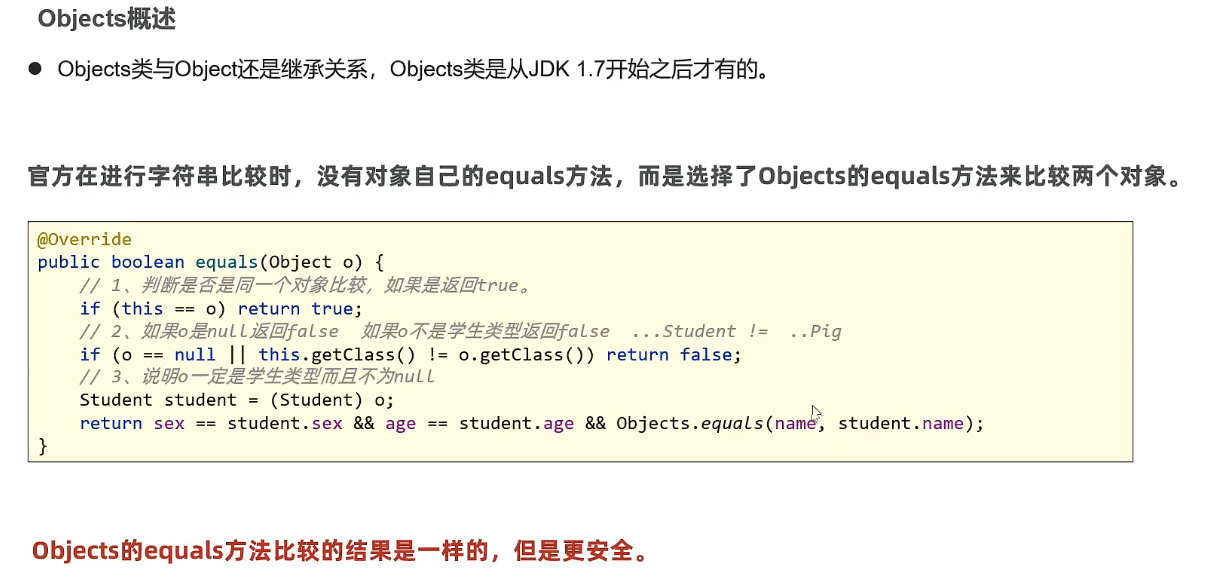 Objects概述
● Objects类与Object还是继承关系，Objects类是从JDK 1.7开始之后才有的。
官方在进行字符串比较时，没有对象自己的equals方法，而是选择了Objects的equals方法来比较两个对象。
@Override
public boolean equals(Object o) {
// 1、判断是否是同一个对象比较，如果是返回true。
if (this == o) return true;
// 2、如果o是null返回false 如果o不是学生类型返回false ...Student != ..Pig
if (o == null || this.getClass() != o.getClass()) return false;
// 3、说明o一定是学生类型而且不为null
Student student = (Student) o;
return sex == student.sex && age == student.age && Objects.equals(name, student.name);
}
Objects的equals方法比较的结果是一样的，但是更安全。